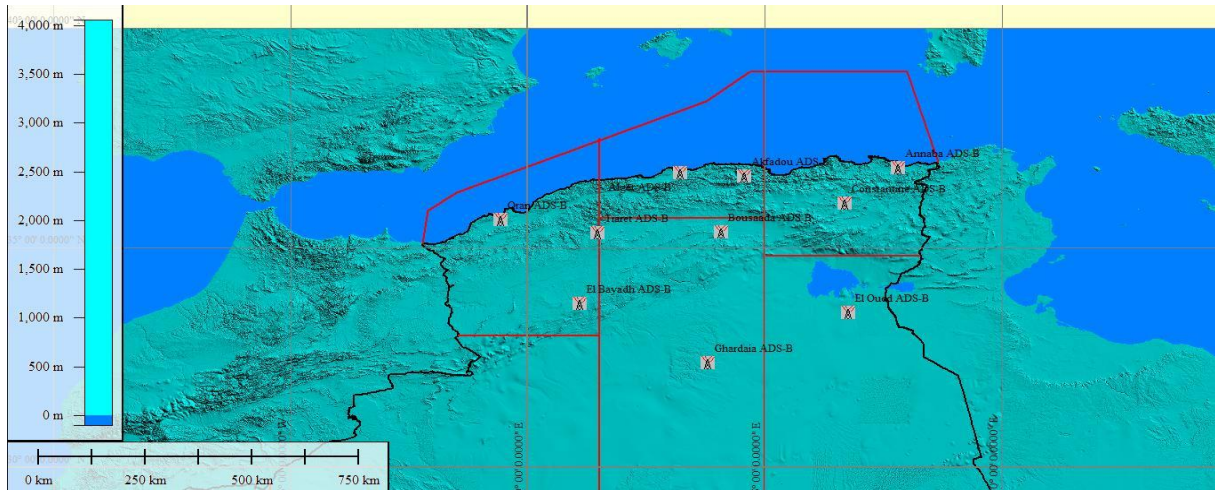 4,000 m
3,500 m
3,000 m
2,500 m
2,000 m
1,500 m
1,000 m
500 m
0 m
Annaba ADS-B
Akfadou ADS-B
Constantine ADS-B
Oran ADS-B
Tiaret ADS-B
Bousaada ADS-B
El Bayadh ADS-B
El Oued ADS-B
Ghardaia ADS-B
0 km
250 km
500 km
750 km